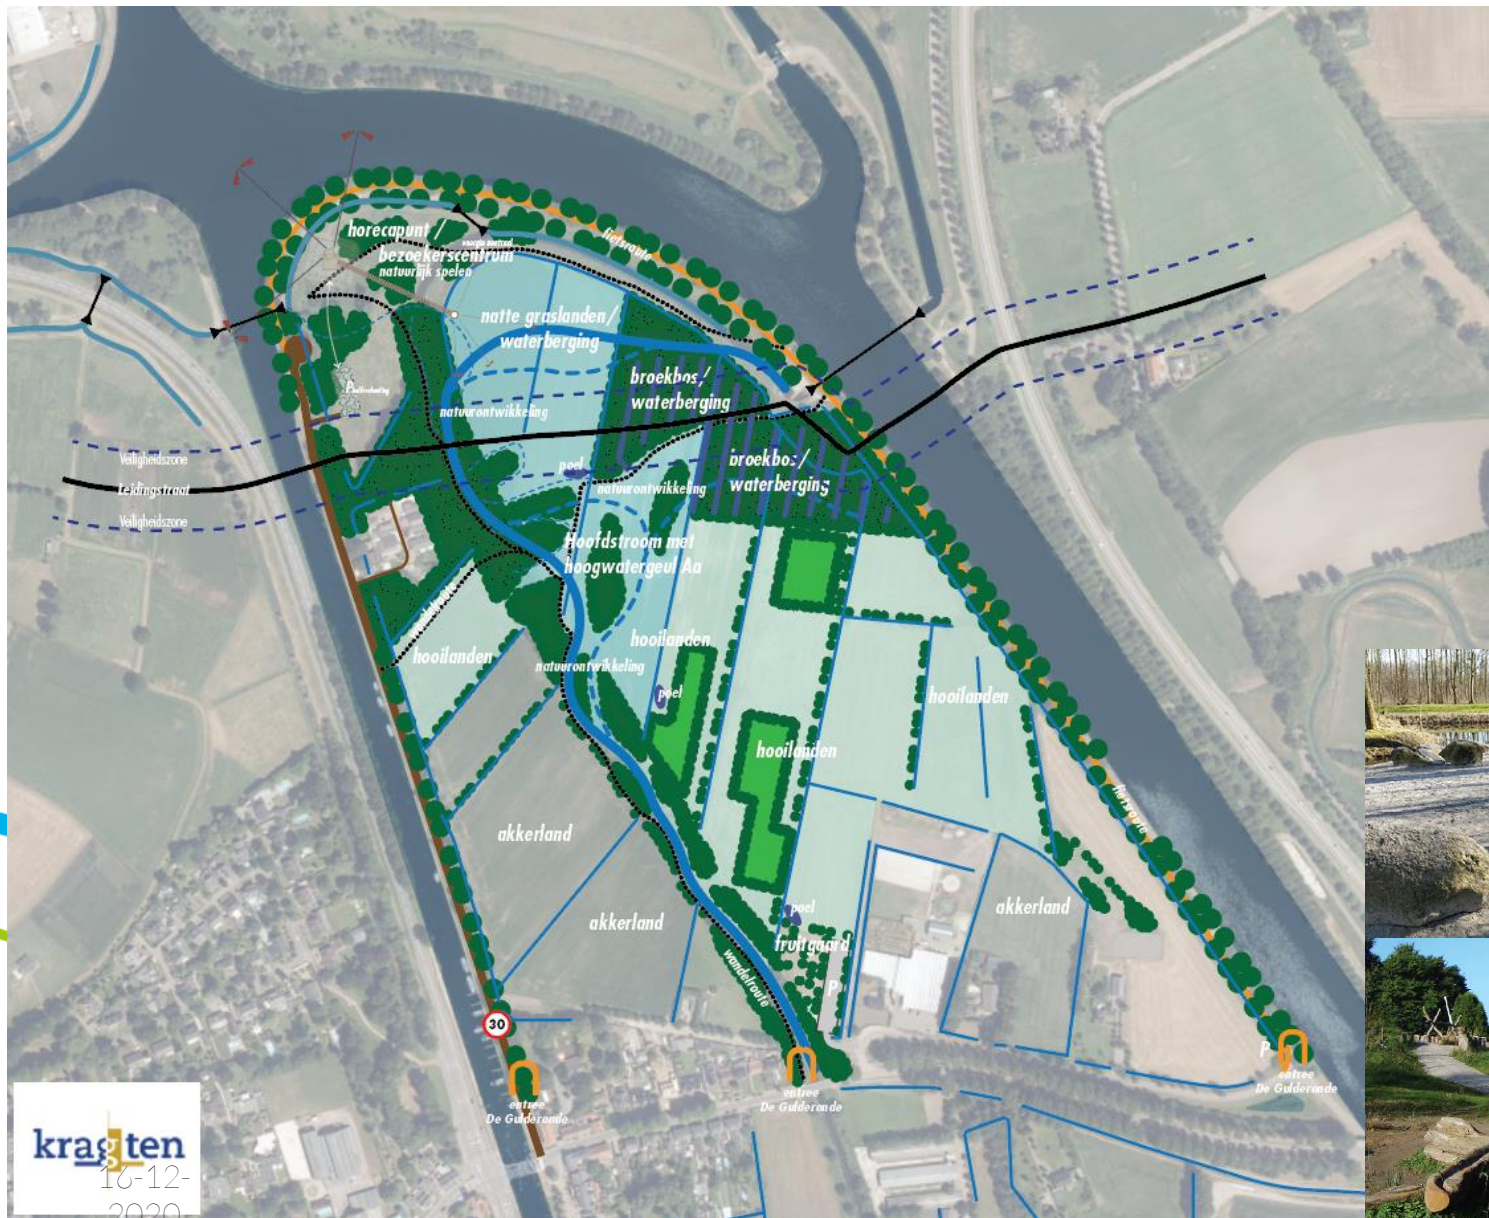 horecapunt /
bezoekerscentrum
natuurlijk spelen
fietsroute
natte graslanden/
waterberging
broekbos/
waterberging
natuurontwikkeling
Veiligheidszone
Leidingstraat
Veiligheidszone
poel
natuurontwikkeling
broekbos/
waterberging
Hoofdstroom met
hoogwatergeul Aa
hooilanden
hooilanden
natuurontwikkeling
poel
hooilanden
hooilanden
fietsroute
akkerland
akkerland
akkerland
poel
fruitgaard
wandelroute
P
30
P
entree
De Gulderonde
entree
De Gulderonde
entree
De Gulderonde
kragten
16-12-
2020